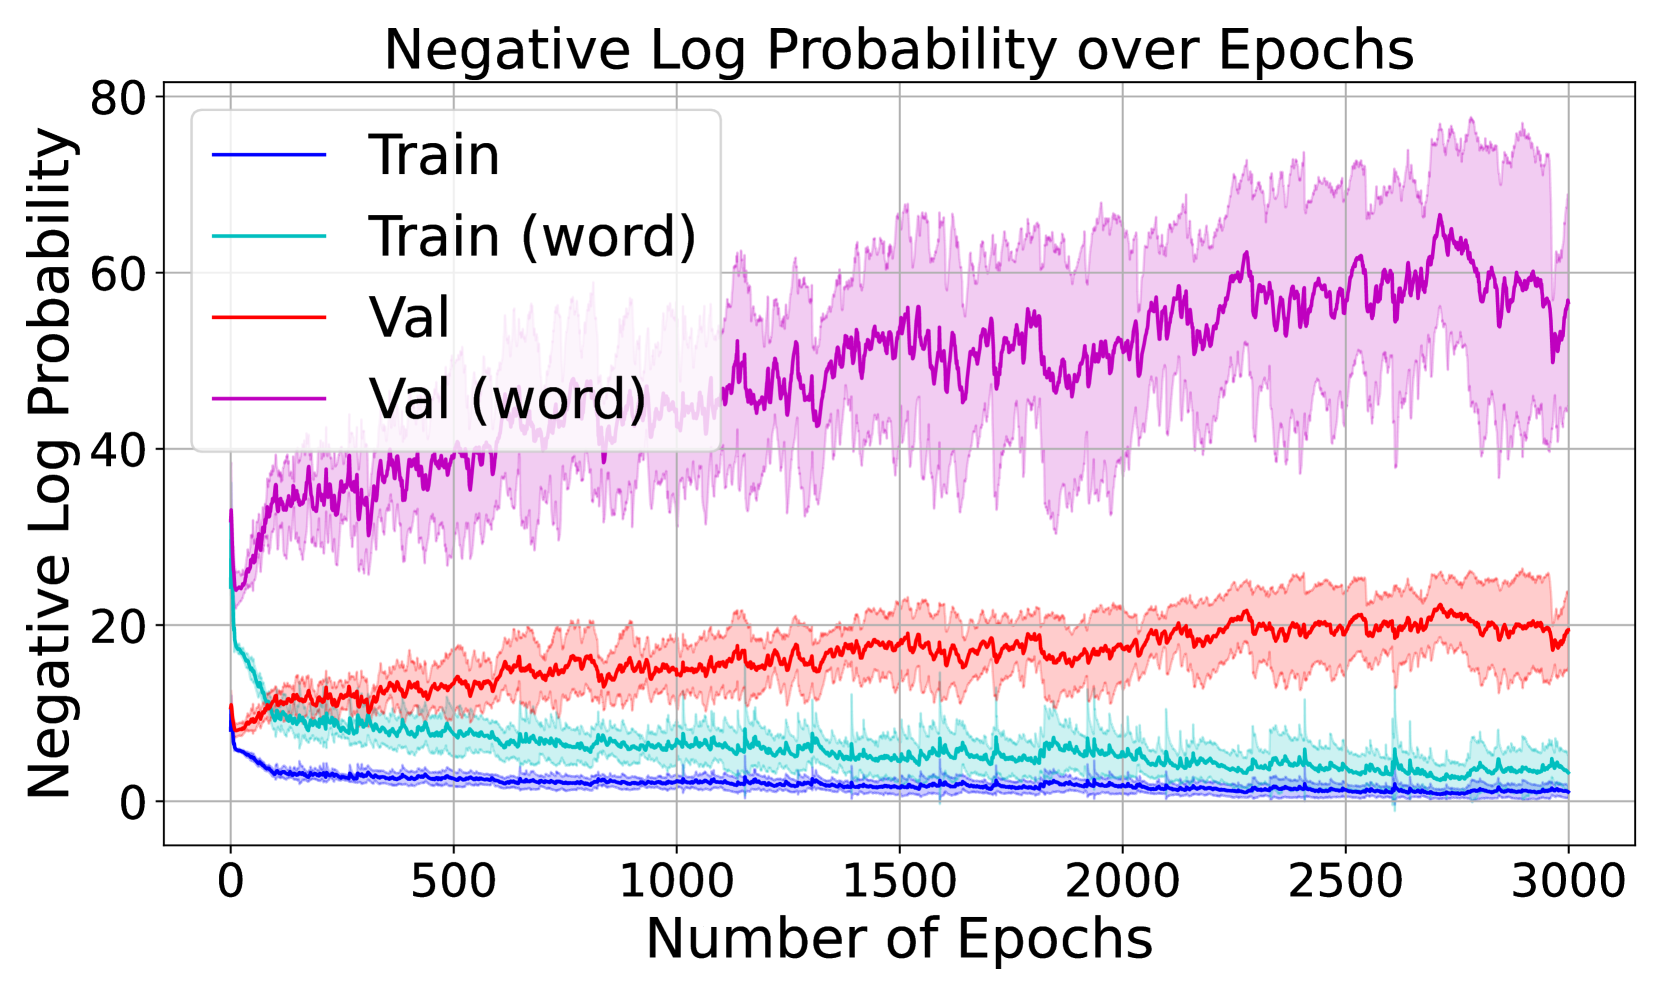 Negative Log Probability over Epochs
Negative Log Probability
80
60
40
20
0
Train
Train (word)
Val
Val (word)
0 500 1000 1500 2000 2500 3000
Number of Epochs